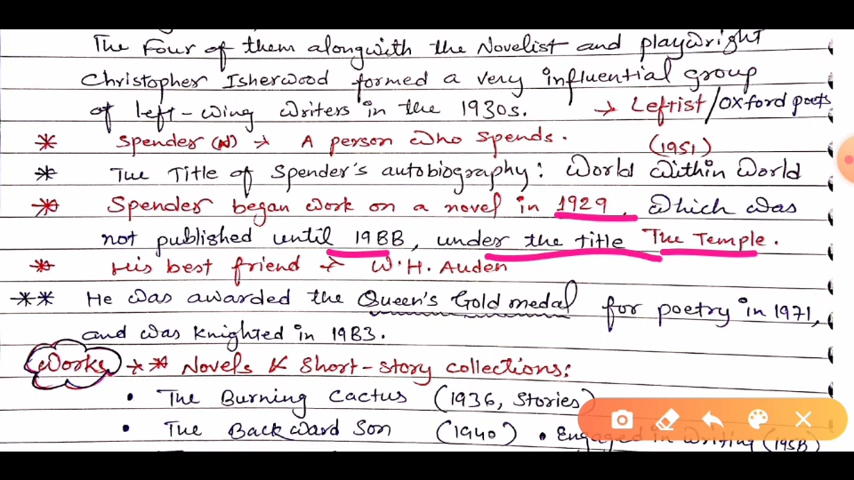 The Four of them alongwith the Novelist and playwright
Christopher Isherwood formed a very influential group
of left-wing writers in the 1930s. → Leftist/Oxford poets
* Spender (N) → A person who spends. (1951)
* The Title of Spender's autobiography: World within World
* Spender began work on a novel in 1929, which was
not published until 1988, under the title The Temple.
* His best friend → W.H. Auden
** He was awarded the Queen's Gold medal for poetry in 1971,
and was knighted in 1983.
Works → * Novels & Short-story collections:
• The Burning Cactus (1936, Stories)
• The Backward Son (1940) • Engaged in Writing (1958)